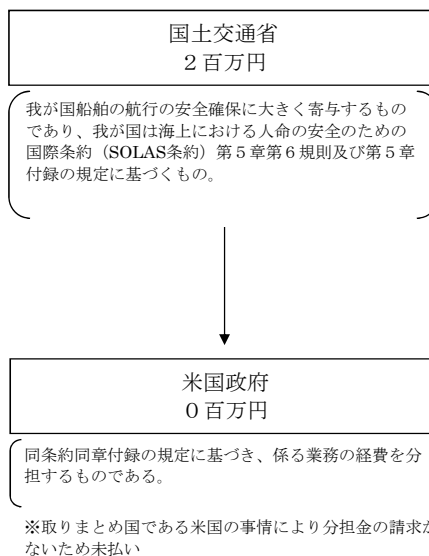 国土交通省
２百万円
我が国船舶の航行の安全確保に大きく寄与するもの
であり、我が国は海上における人命の安全のための
国際条約（SOLAS条約）第５章第６規則及び第５章
付録の規定に基づくもの。
米国政府
０百万円
同条約同章付録の規定に基づき、係る業務の経費を分
担するものである。
※取りまとめ国である米国の事情により分担金の請求が
ないため未払い